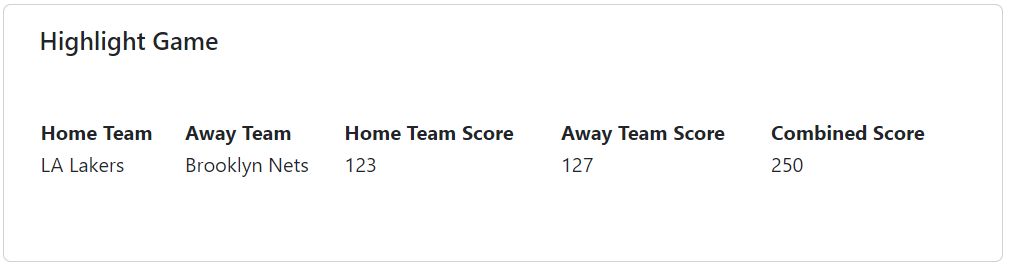 Highlight Game
Home Team Away Team Home Team Score Away Team Score Combined Score
LA Lakers Brooklyn Nets 123 127 250